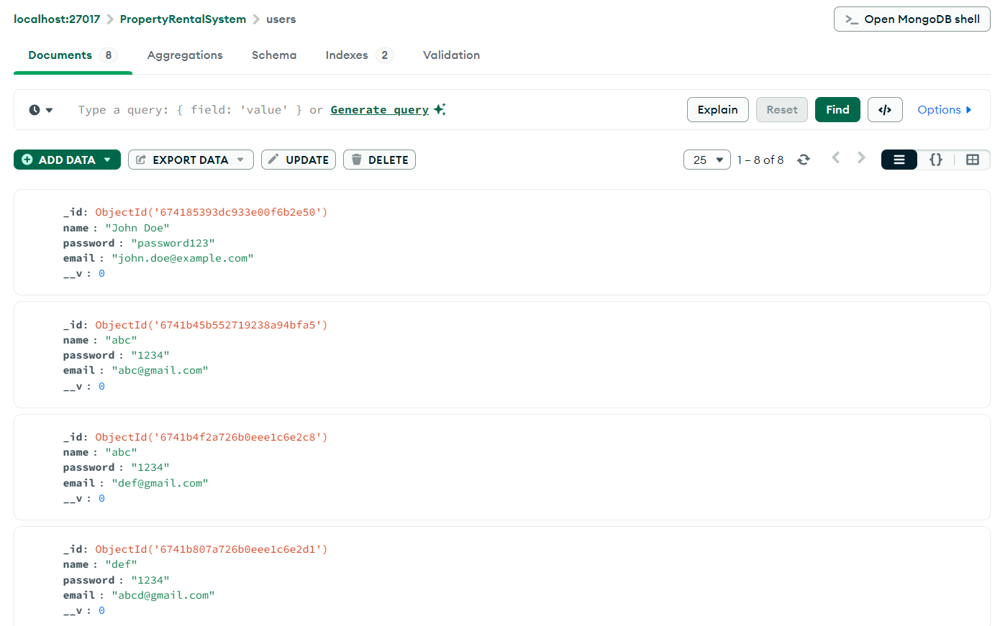 localhost:27017 > PropertyRentalSystem > users
>_ Open MongoDB shell
Documents 8 Aggregations Schema Indexes 2 Validation
Type a query: { field: 'value' } or Generate query
Explain Reset Find </> Options
ADD DATA EXPORT DATA UPDATE DELETE
25 1 – 8 of 8 {}
_id: ObjectId('674185393dc933e00f6b2e50')
name : "John Doe"
password : "password123"
email : "john.doe@example.com"
__v : 0
_id: ObjectId('6741b45b552719238a94bfa5')
name : "abc"
password : "1234"
email : "abc@gmail.com"
__v : 0
_id: ObjectId('6741b4f2a726b0eee1c6e2c8')
name : "abc"
password : "1234"
email : "def@gmail.com"
__v : 0
_id: ObjectId('6741b807a726b0eee1c6e2d1')
name : "def"
password : "1234"
email : "abcd@gmail.com"
__v : 0